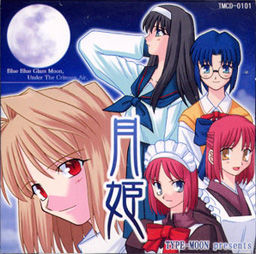 TMCD-0101
Blue Blue Glass Moon,
Under The Crimson Air.
月姫
TYPE-MOON presents